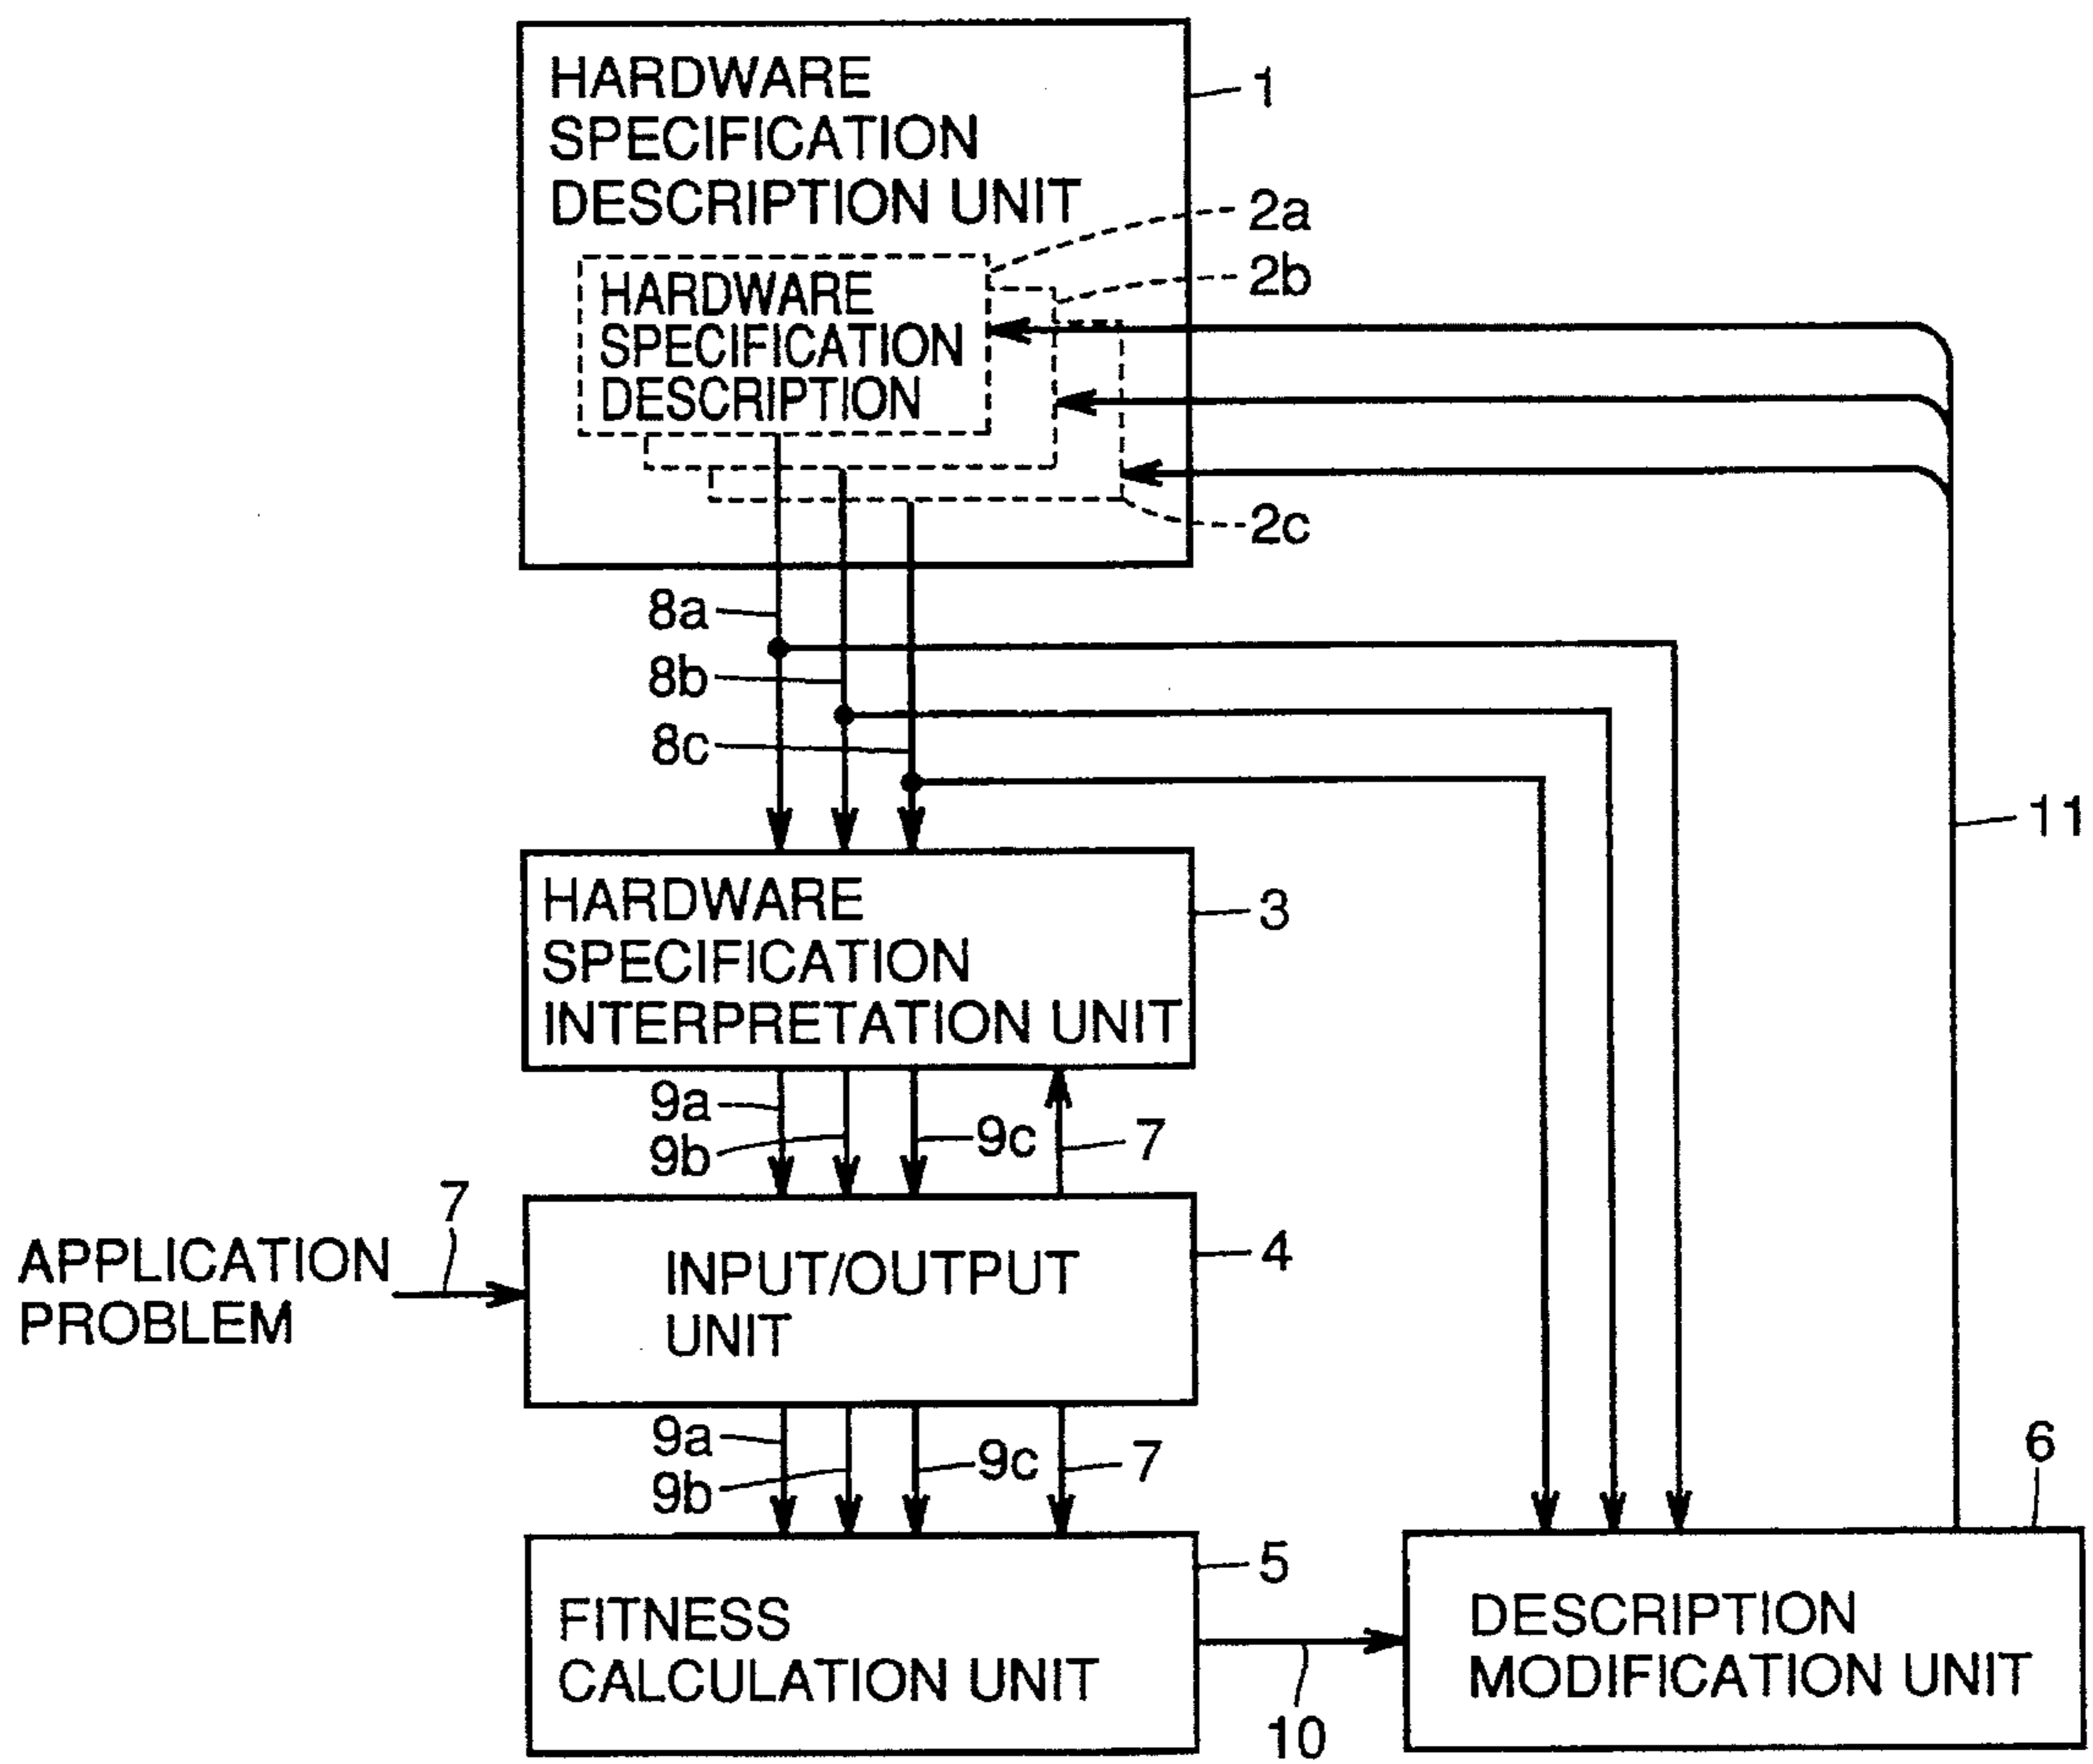 HARDWARE
SPECIFICATION
DESCRIPTION UNIT
1
2a
2b
HARDWARE
SPECIFICATION
DESCRIPTION
2c
8a
8b
8c
11
HARDWARE
SPECIFICATION
INTERPRETATION UNIT
3
9a
9b
9c
7
APPLICATION
PROBLEM
7
INPUT/OUTPUT
UNIT
4
9a
9b
9c
7
6
FITNESS
CALCULATION UNIT
5
10
DESCRIPTION
MODIFICATION UNIT